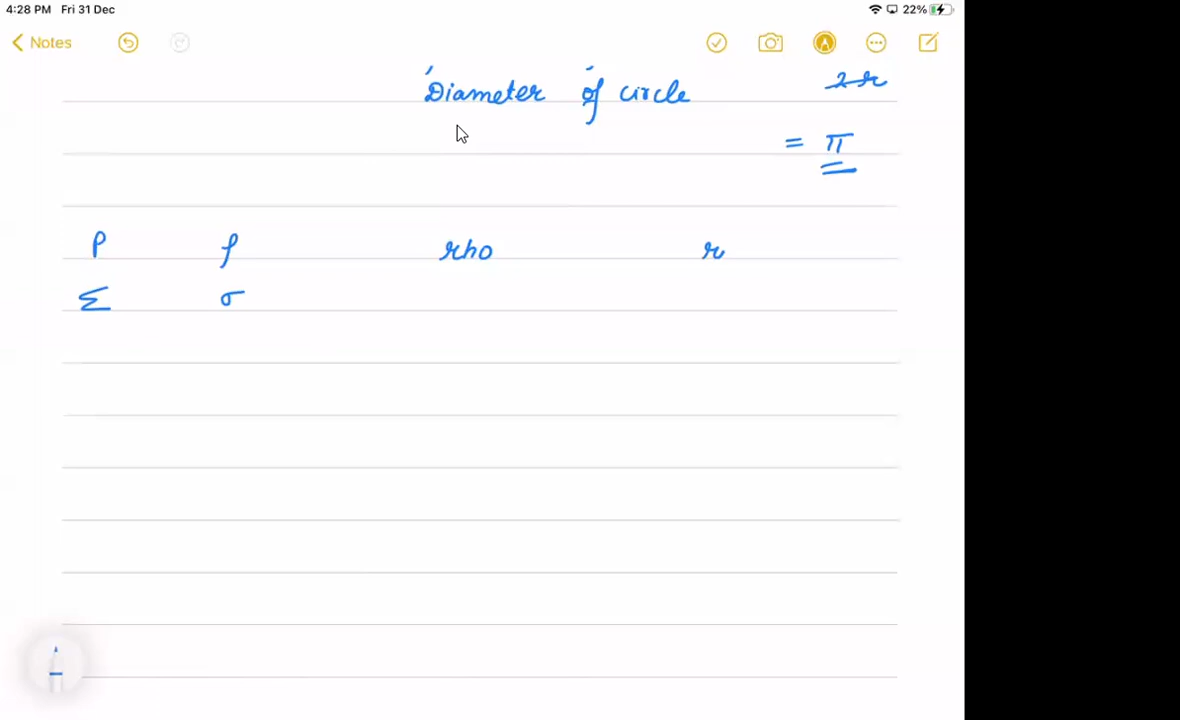 4:28 PM Fri 31 Dec 22%
Notes
Diameter of circle 2r
= π
Ρ ρ rho r
Σ σ